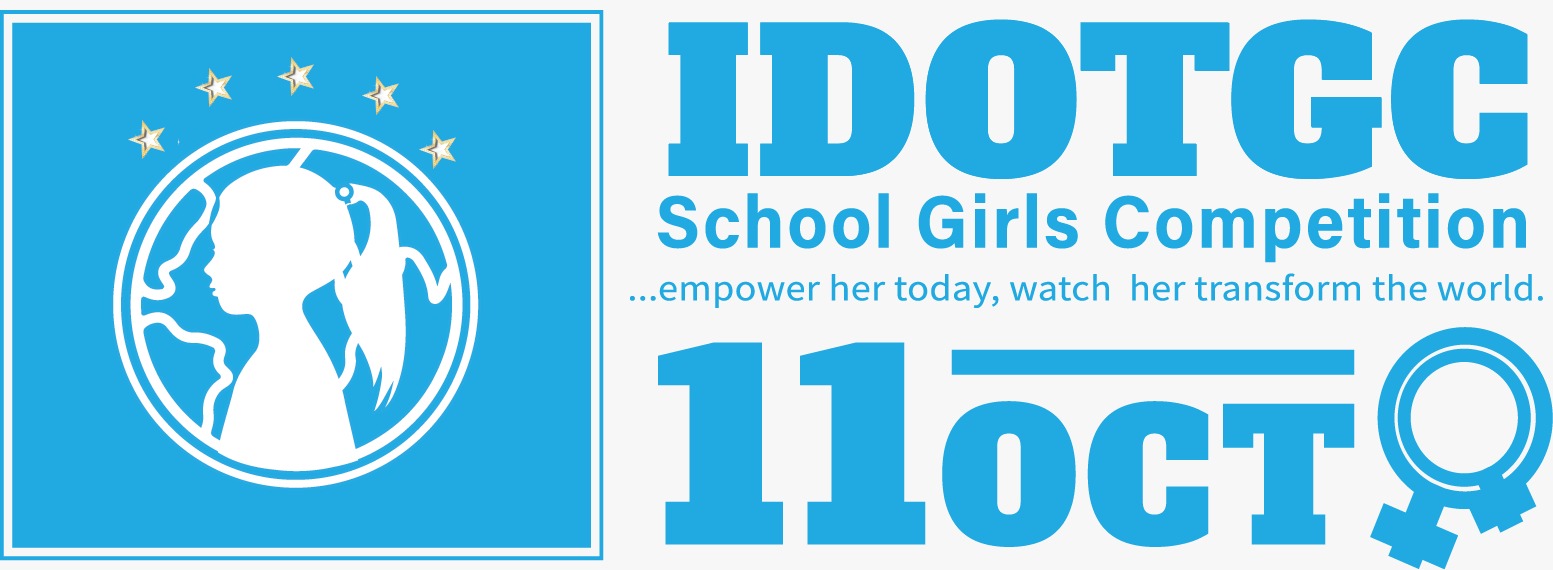 IDOTGC
School Girls Competition
...empower her today, watch  her transform the world.
11OCT